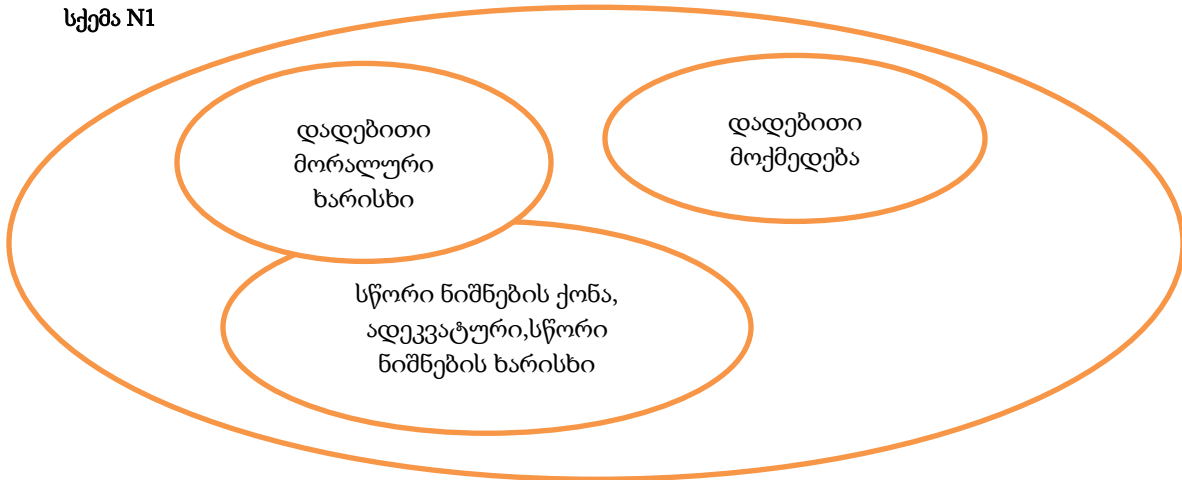 სქემა N1
დადებითი
მორალური
ხარისხი
დადებითი
მოქმედება
სწორი ნიშნების ქონა,
ადეკვატური,სწორი
ნიშნების ხარისხი